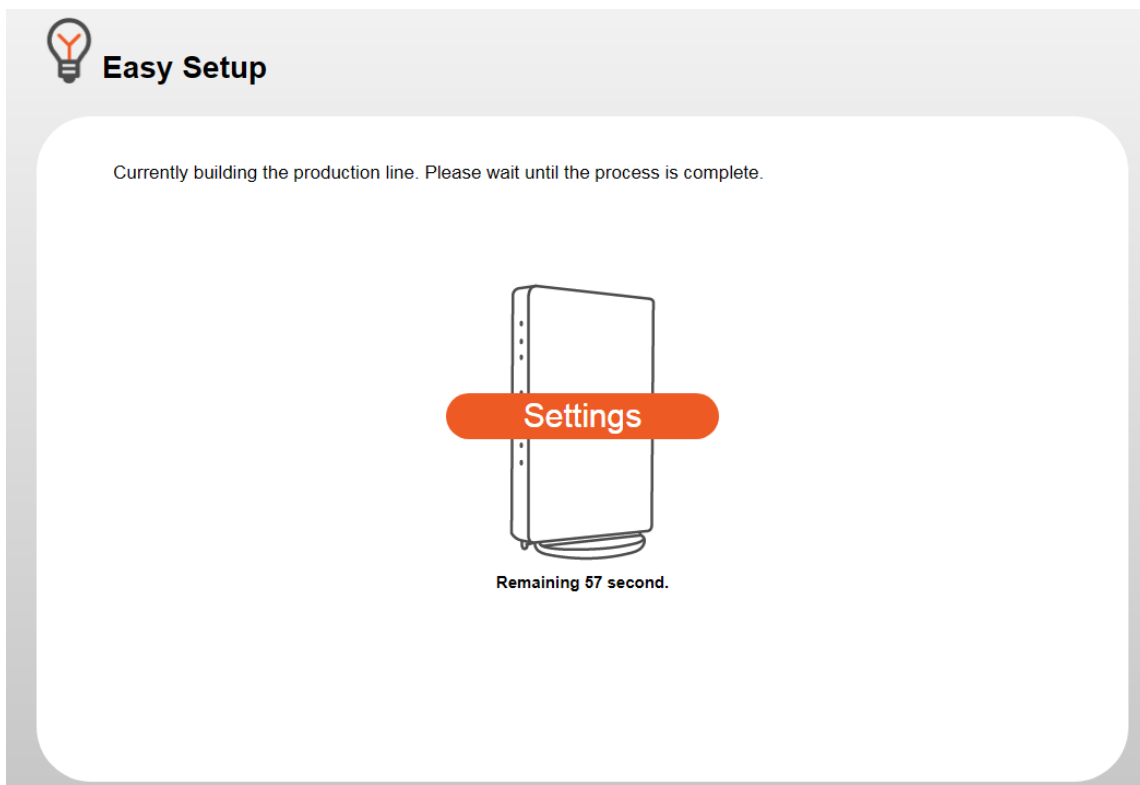 Easy Setup
Currently building the production line. Please wait until the process is complete.
Settings
Remaining 57 second.